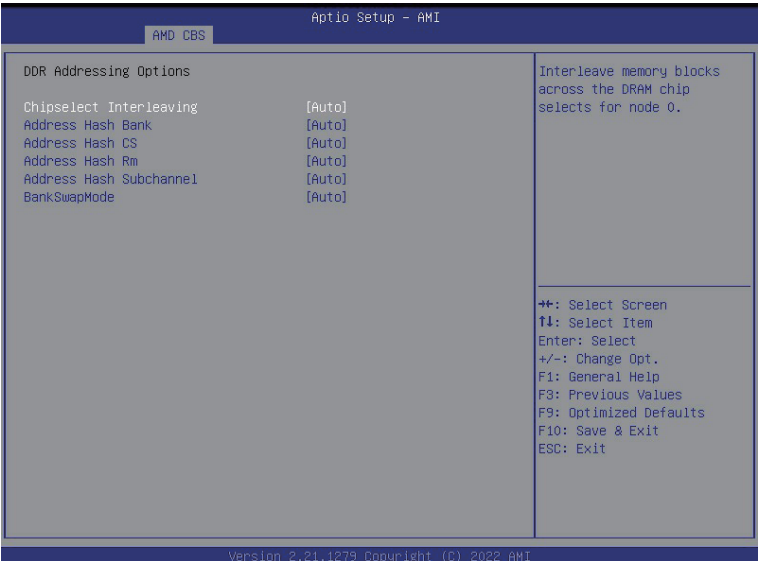 Aptio Setup – AMI
AMD CBS
DDR Addressing Options
Chipselect Interleaving [Auto]
Address Hash Bank [Auto]
Address Hash CS [Auto]
Address Hash Rm [Auto]
Address Hash Subchannel [Auto]
BankSwapMode [Auto]
Interleave memory blocks
across the DRAM chip
selects for node 0.
→←: Select Screen
↑↓: Select Item
Enter: Select
+/-: Change Opt.
F1: General Help
F3: Previous Values
F9: Optimized Defaults
F10: Save & Exit
ESC: Exit
Version 2.21.1279 Copyright (C) 2022 AMI